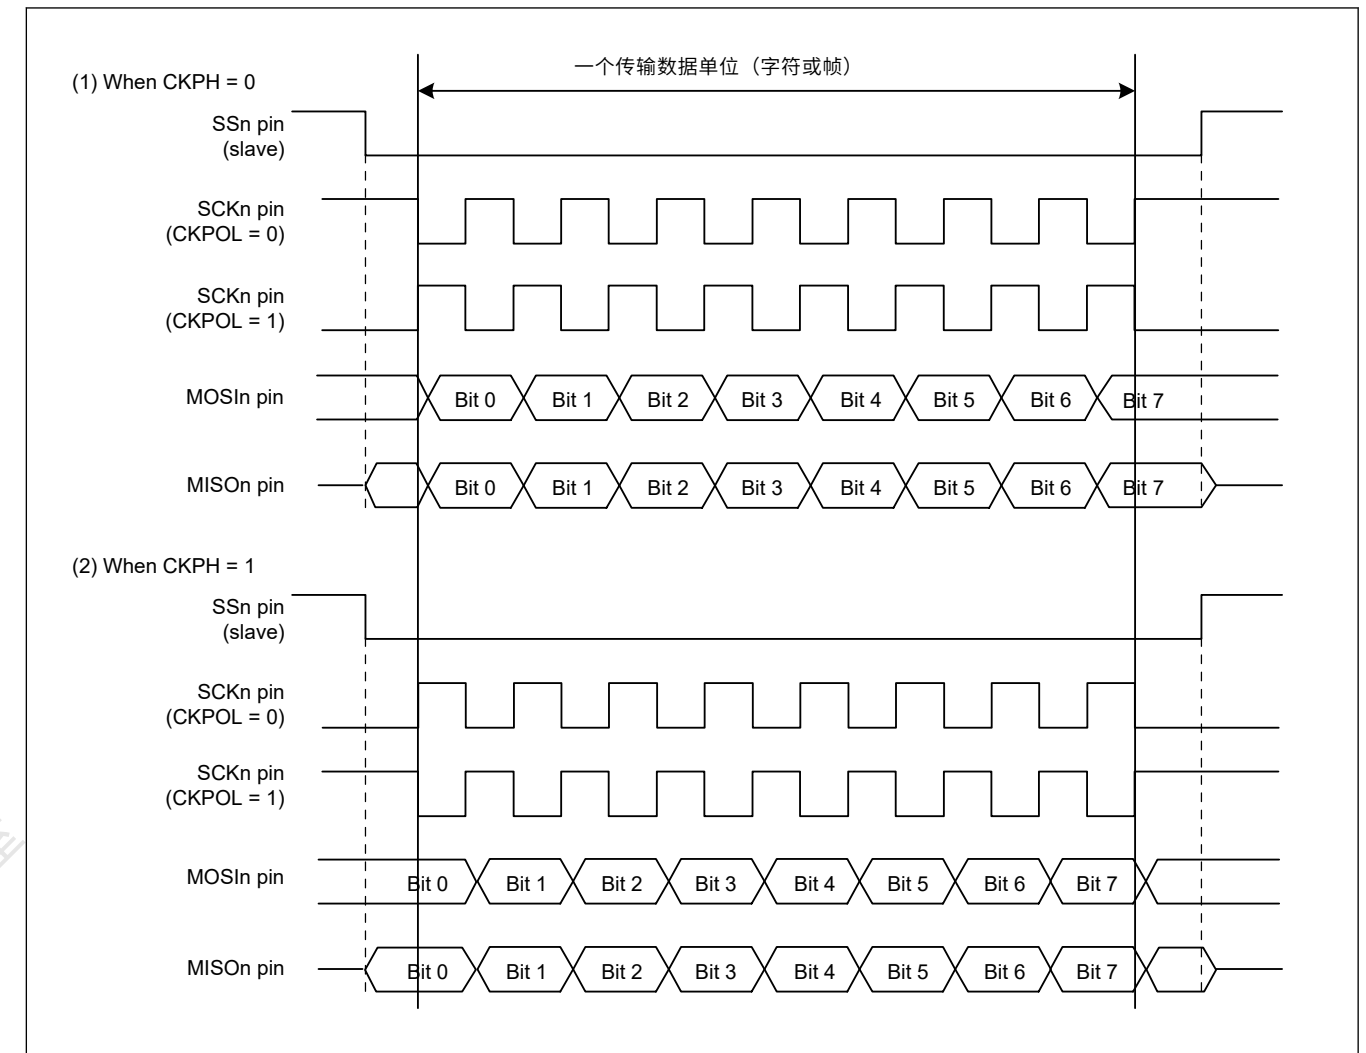 一个传输数据单位（字符或帧）
(1) When CKPH = 0
SSn pin
(slave)
SCKn pin
(CKPOL = 0)
SCKn pin
(CKPOL = 1)
MOSIn pin
Bit 0 Bit 1 Bit 2 Bit 3 Bit 4 Bit 5 Bit 6 Bit 7
MISOn pin
Bit 0 Bit 1 Bit 2 Bit 3 Bit 4 Bit 5 Bit 6 Bit 7
(2) When CKPH = 1
SSn pin
(slave)
SCKn pin
(CKPOL = 0)
SCKn pin
(CKPOL = 1)
MOSIn pin
Bit 0 Bit 1 Bit 2 Bit 3 Bit 4 Bit 5 Bit 6 Bit 7
MISOn pin
Bit 0 Bit 1 Bit 2 Bit 3 Bit 4 Bit 5 Bit 6 Bit 7